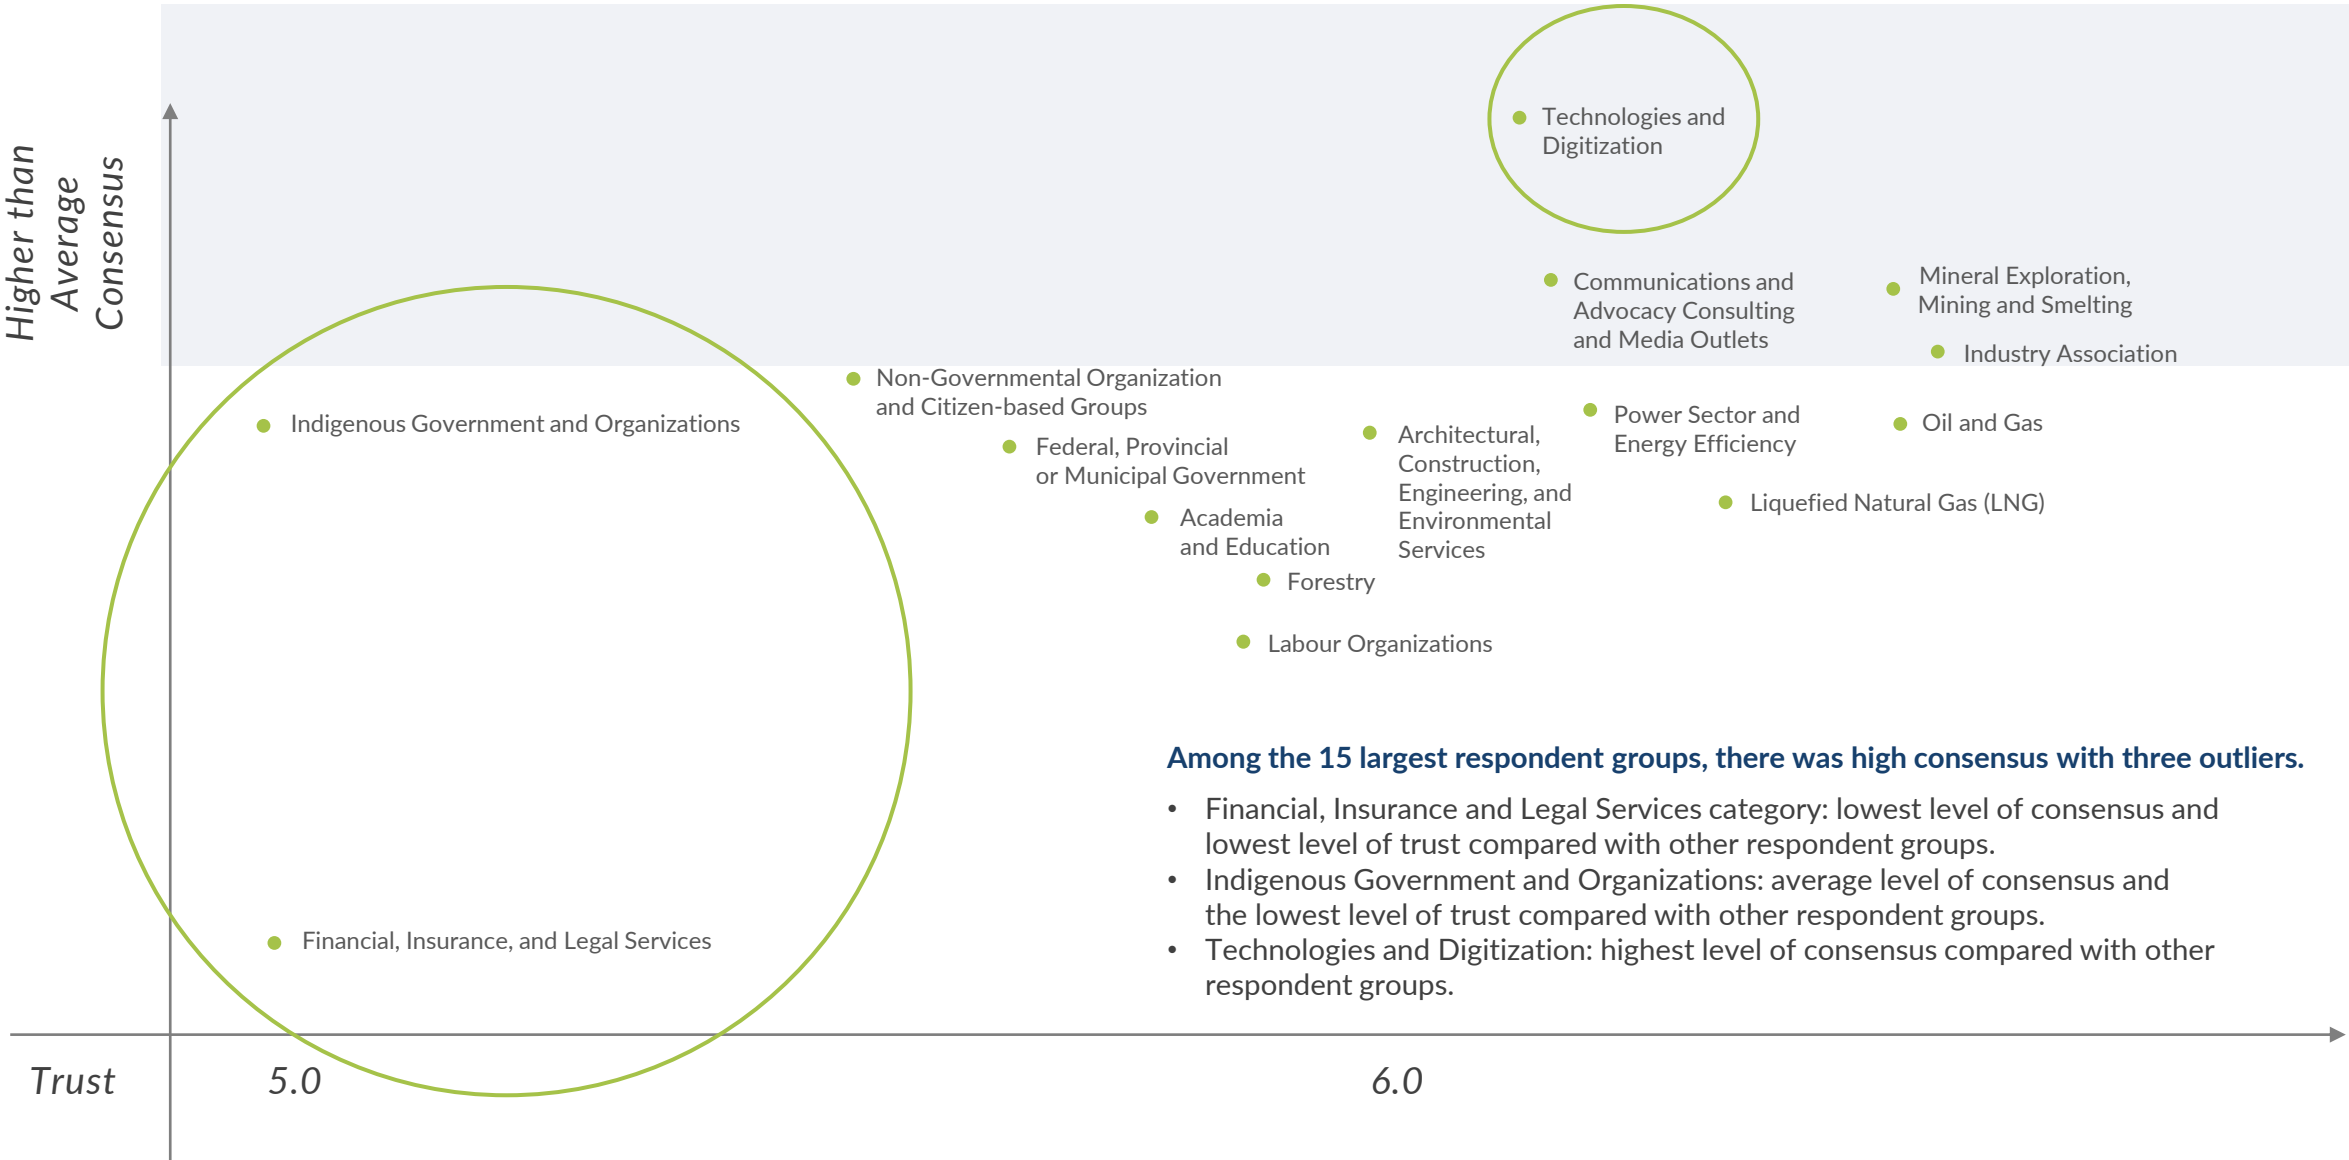 Higher than
Average
Consensus
Technologies and
Digitization
Communications and
Advocacy Consulting
and Media Outlets
Mineral Exploration,
Mining and Smelting
Industry Association
Non-Governmental Organization
and Citizen-based Groups
Indigenous Government and Organizations
Federal, Provincial
or Municipal Government
Architectural,
Construction,
Engineering, and
Environmental
Services
Power Sector and
Energy Efficiency
Oil and Gas
Liquefied Natural Gas (LNG)
Academia
and Education
Forestry
Labour Organizations
Financial, Insurance, and Legal Services
Among the 15 largest respondent groups, there was high consensus with three outliers.
• Financial, Insurance and Legal Services category: lowest level of consensus and
lowest level of trust compared with other respondent groups.
• Indigenous Government and Organizations: average level of consensus and
the lowest level of trust compared with other respondent groups.
• Technologies and Digitization: highest level of consensus compared with other
respondent groups.
Trust
5.0
6.0